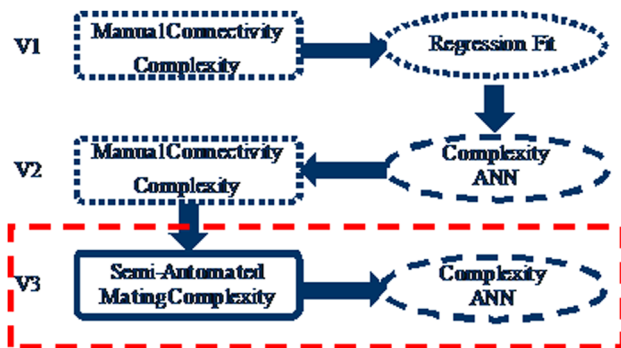 V1
Manual Connectivity
Complexity
Regression Fit
V2
Manual Connectivity
Complexity
Complexity
ANN
V3
Semi-Automated
Mating Complexity
Complexity
ANN